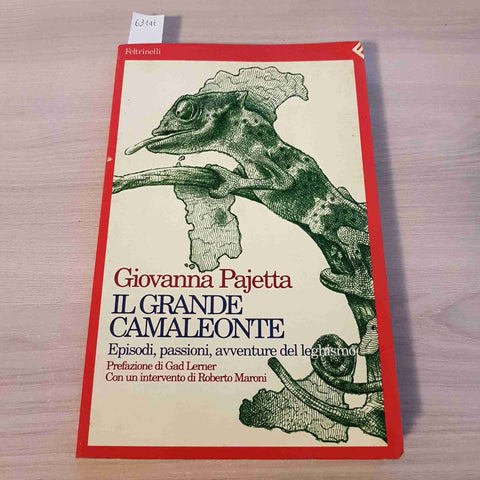 Feltrinelli
Giovanna Pajetta
IL GRANDE
CAMALEONTE
Episodi, passioni, avventure del leghismo
Prefazione di Gad Lerner
Con un intervento di Roberto Maroni